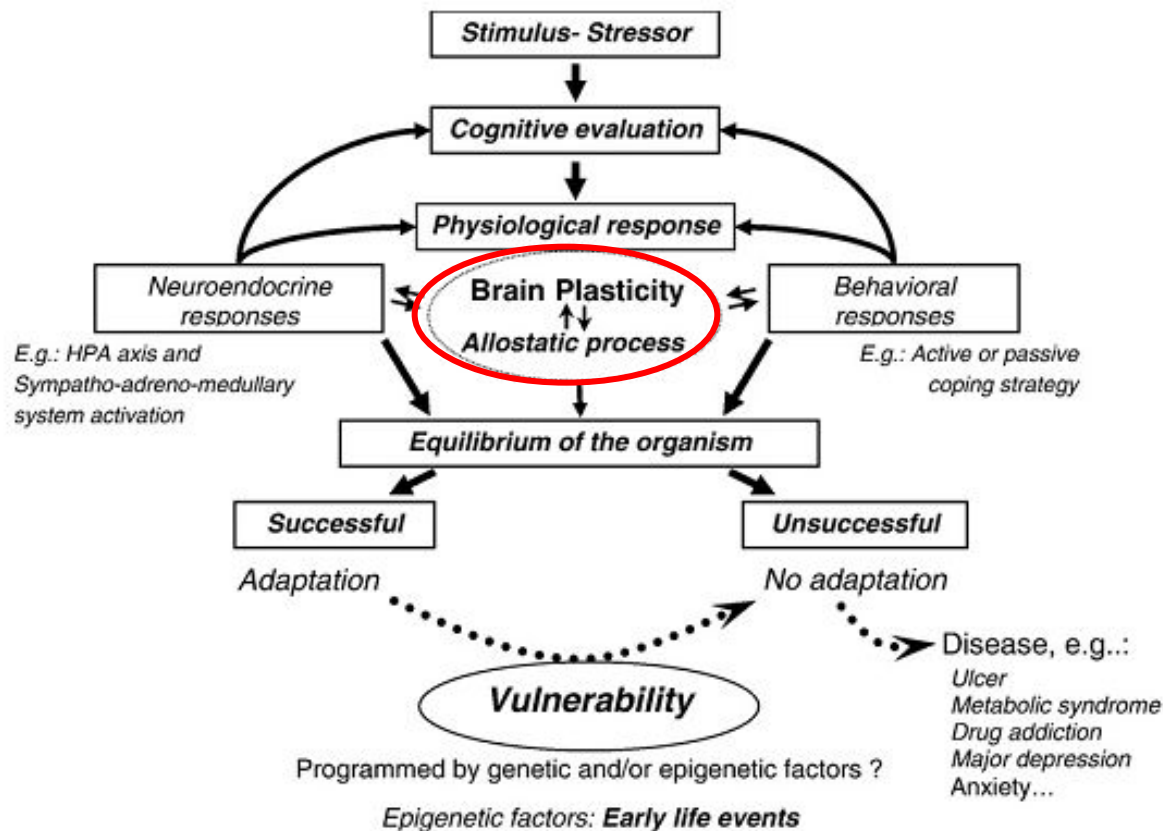 Stimulus- Stressor
Cognitive evaluation
Physiological response
Neuroendocrine
responses
Brain Plasticity
Allostatic process
Behavioral
responses
E.g.: HPA axis and
Sympatho-adreno-medullary
system activation
E.g.: Active or passive
coping strategy
Equilibrium of the organism
Successful
Unsuccessful
Adaptation
No adaptation
Disease, e.g..:
Ulcer
Metabolic syndrome
Drug addiction
Major depression
Anxiety...
Vulnerability
Programmed by genetic and/or epigenetic factors ?
Epigenetic factors: Early life events